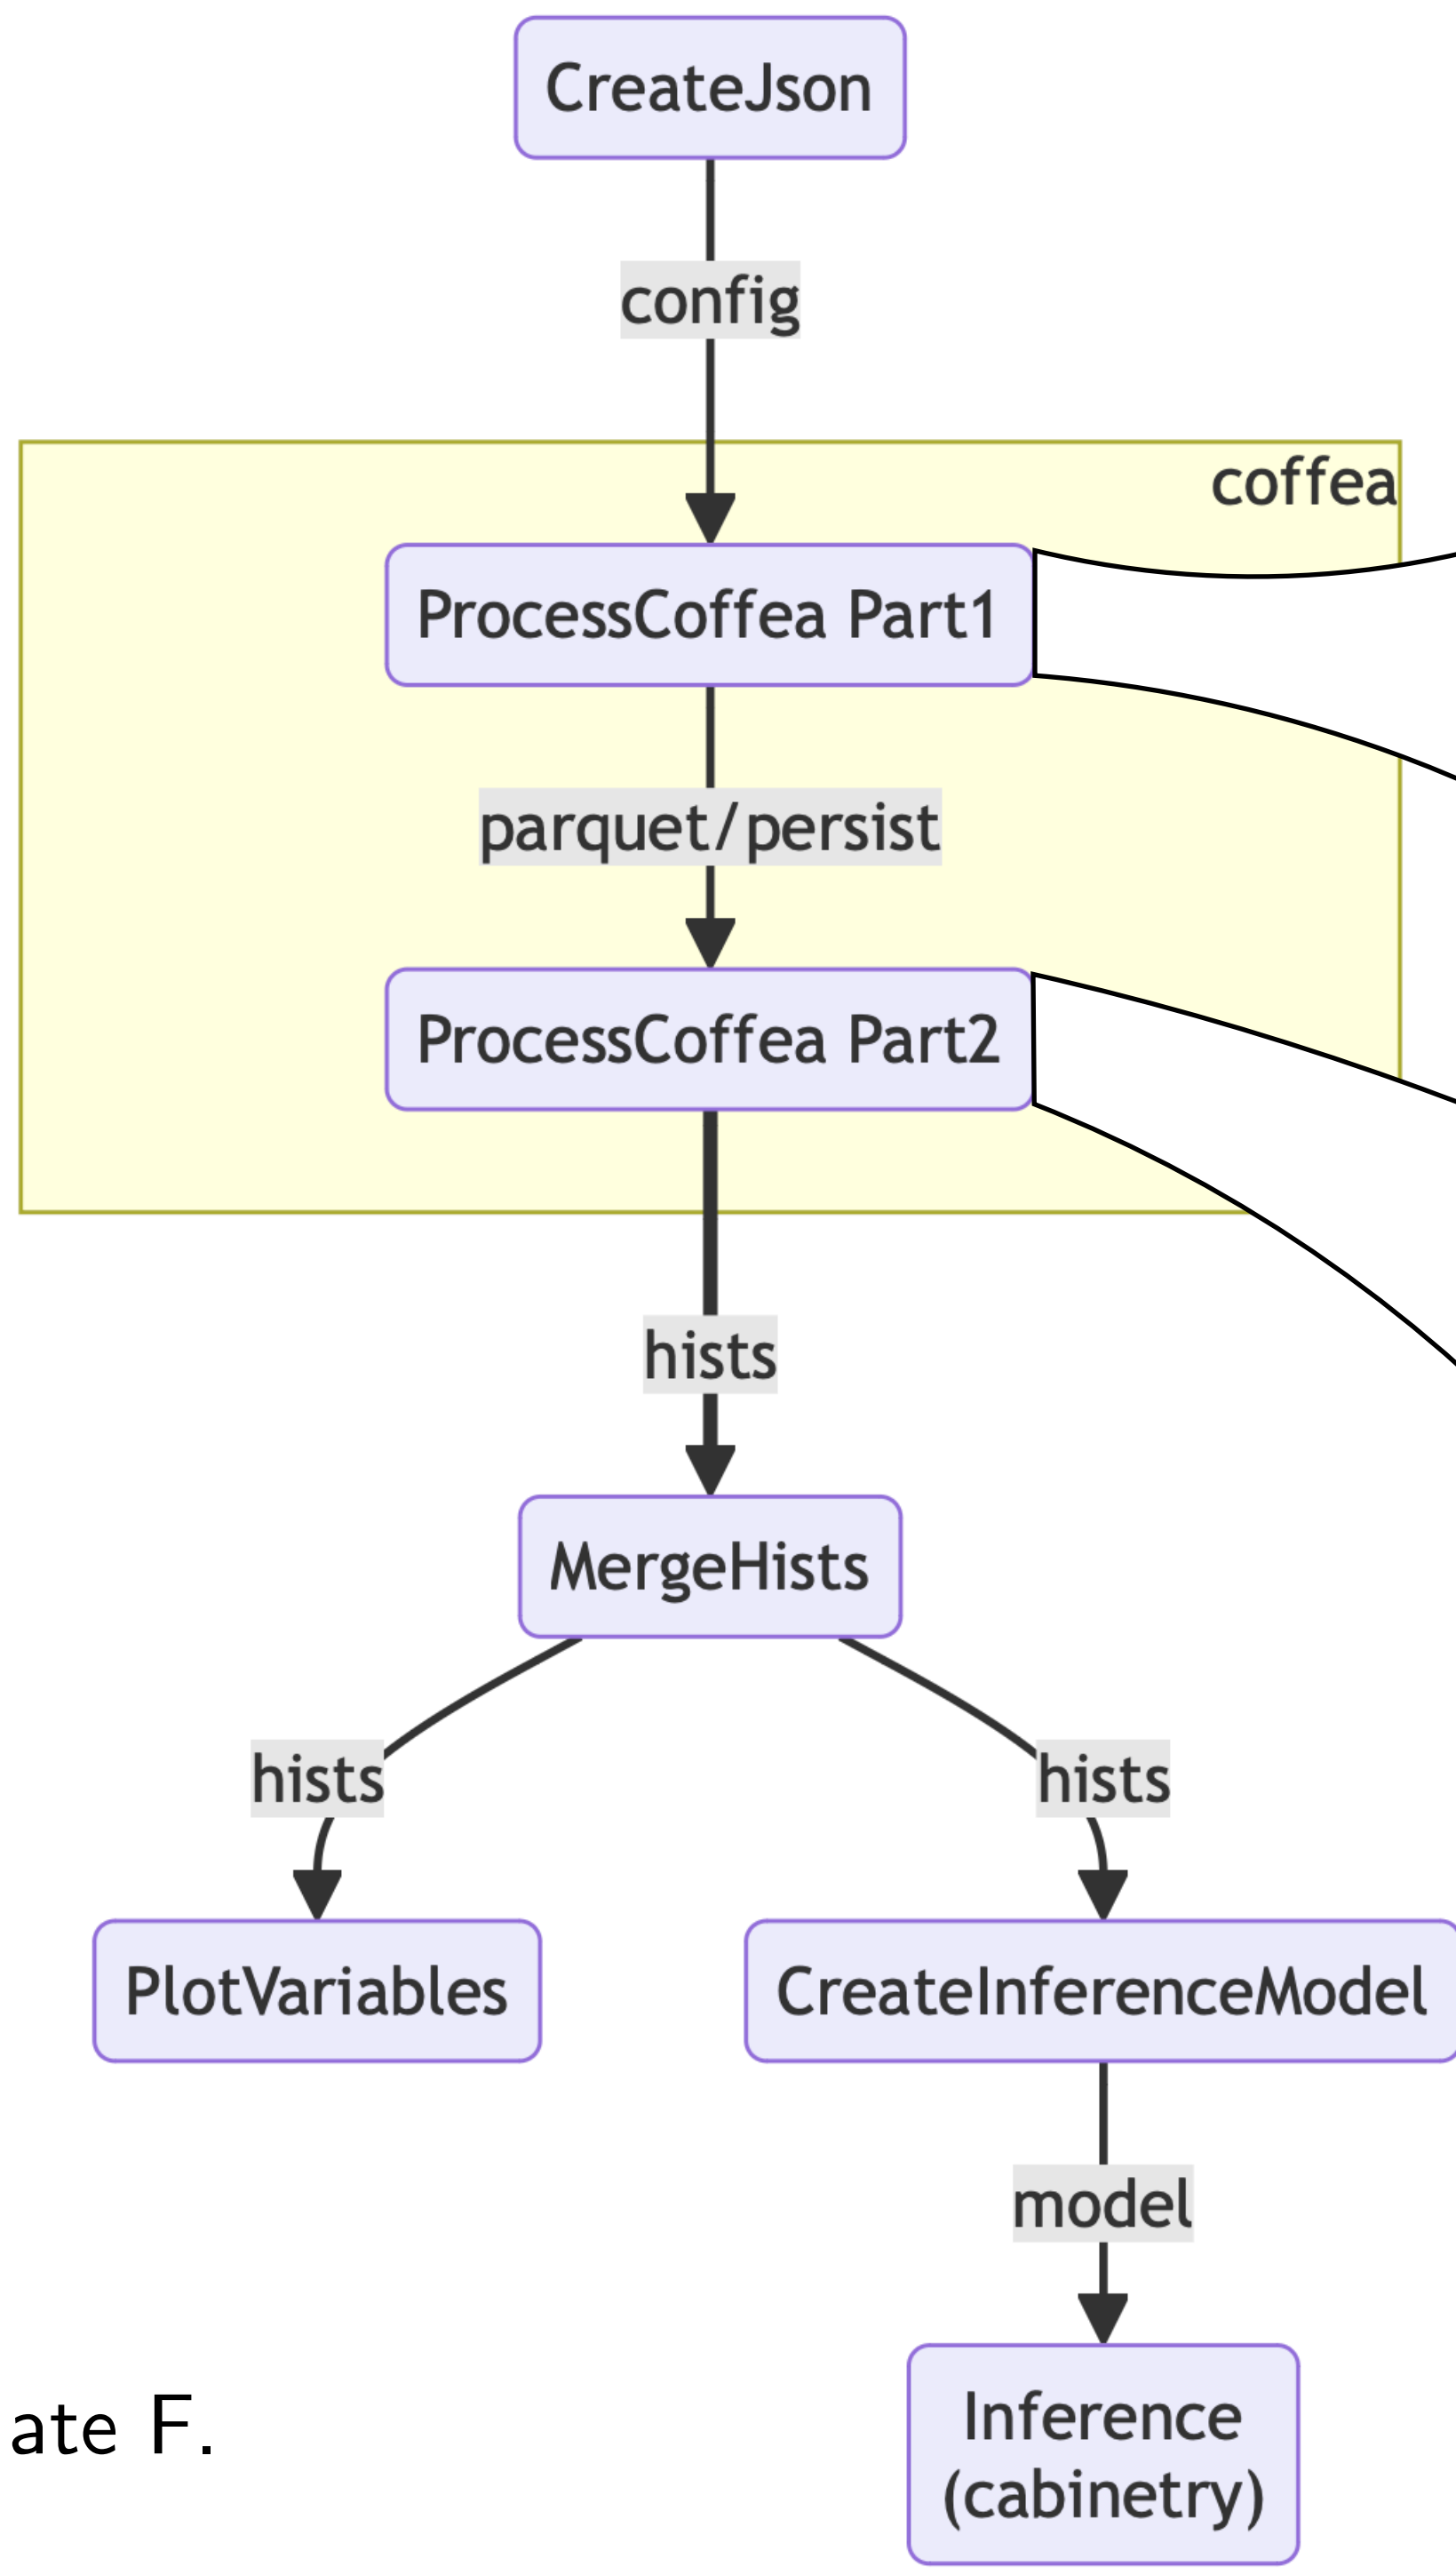 CreateJson
config
coffea
ProcessCoffea Part1
parquet/persist
ProcessCoffea Part2
hists
MergeHists
hists
hists
PlotVariables
CreateInferenceModel
model
Inference
(cabinetry)
ate F.